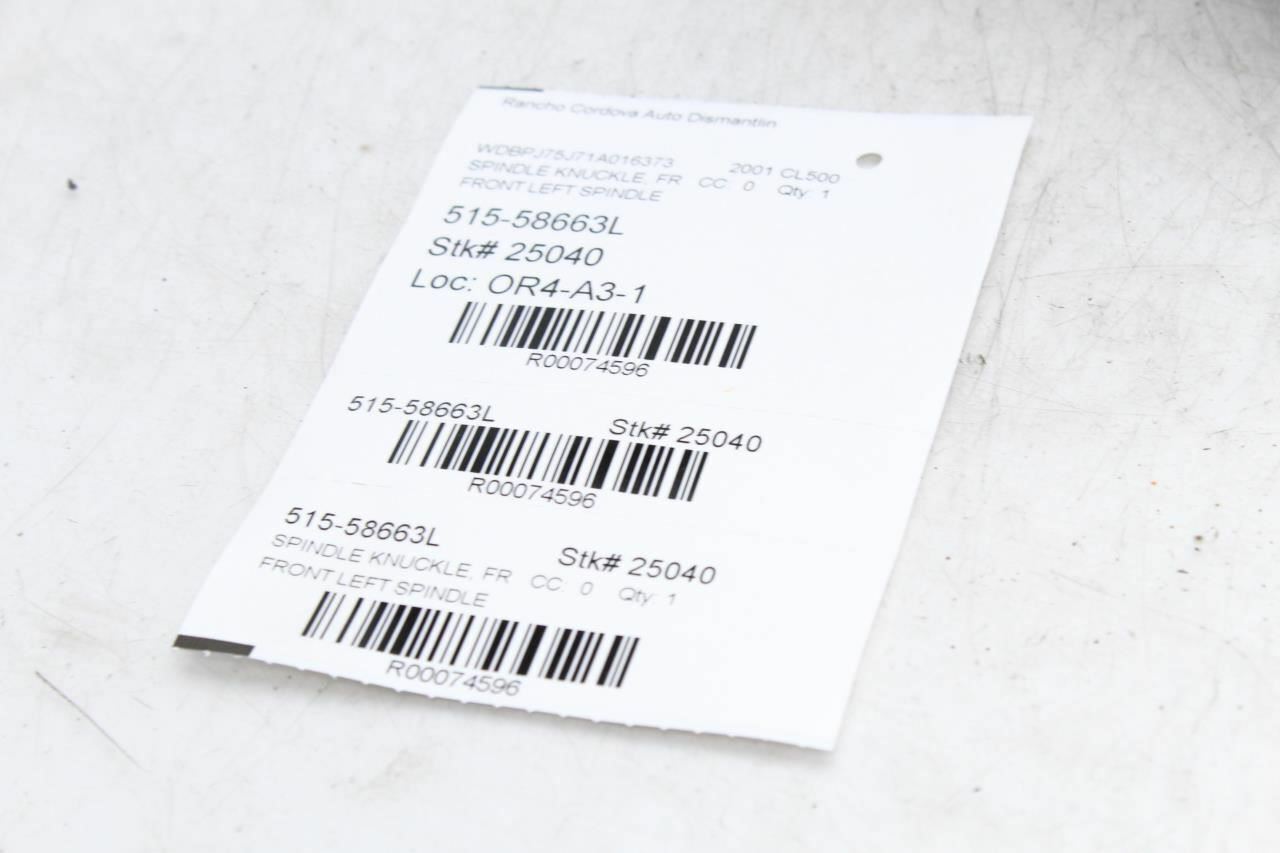 Rancho Cordova Auto Dismantlin
WDBPJ75J71A016373 2001 CL500
SPINDLE KNUCKLE, FR CC: 0 Qty: 1
FRONT LEFT SPINDLE
515-58663L
Stk# 25040
Loc: OR4-A3-1
R00074596
515-58663L Stk# 25040
R00074596
515-58663L Stk# 25040
SPINDLE KNUCKLE, FR CC: 0 Qty: 1
FRONT LEFT SPINDLE
R00074596